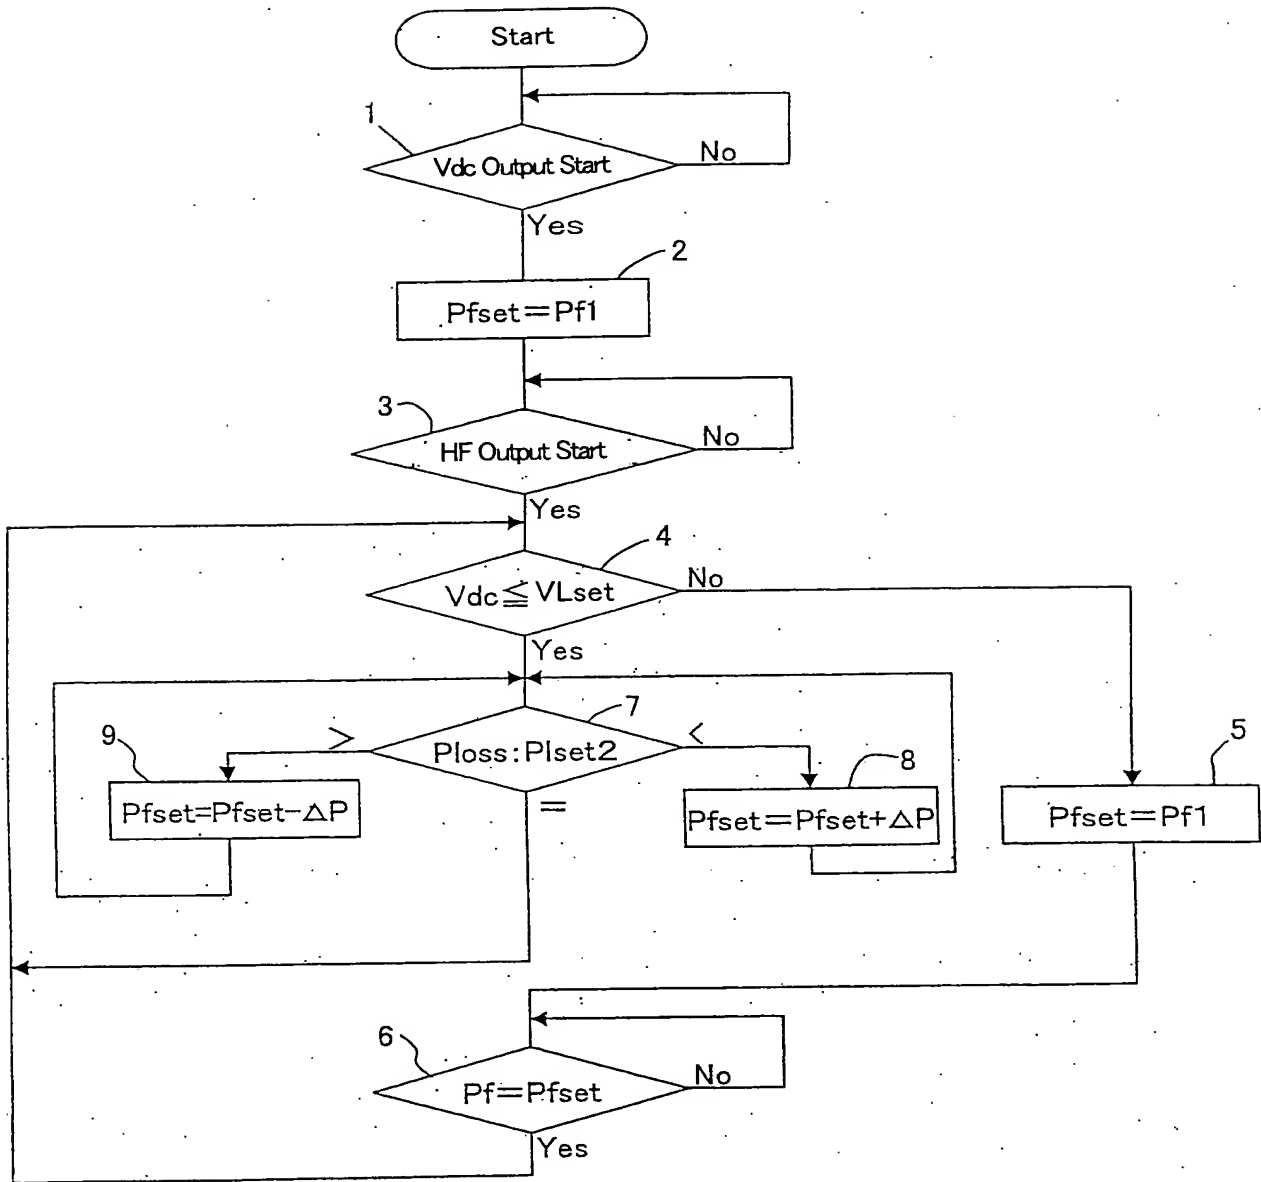 Start
1
Vdc Output Start
No
Yes
2
Pfset=Pf1
3
HF Output Start
No
Yes
4
Vdc≦VLset
No
Yes
7
>
Ploss:Plset2
<
9
Pfset=Pfset-△P
=
8
Pfset=Pfset+△P
5
Pfset=Pf1
6
Pf=Pfset
No
Yes